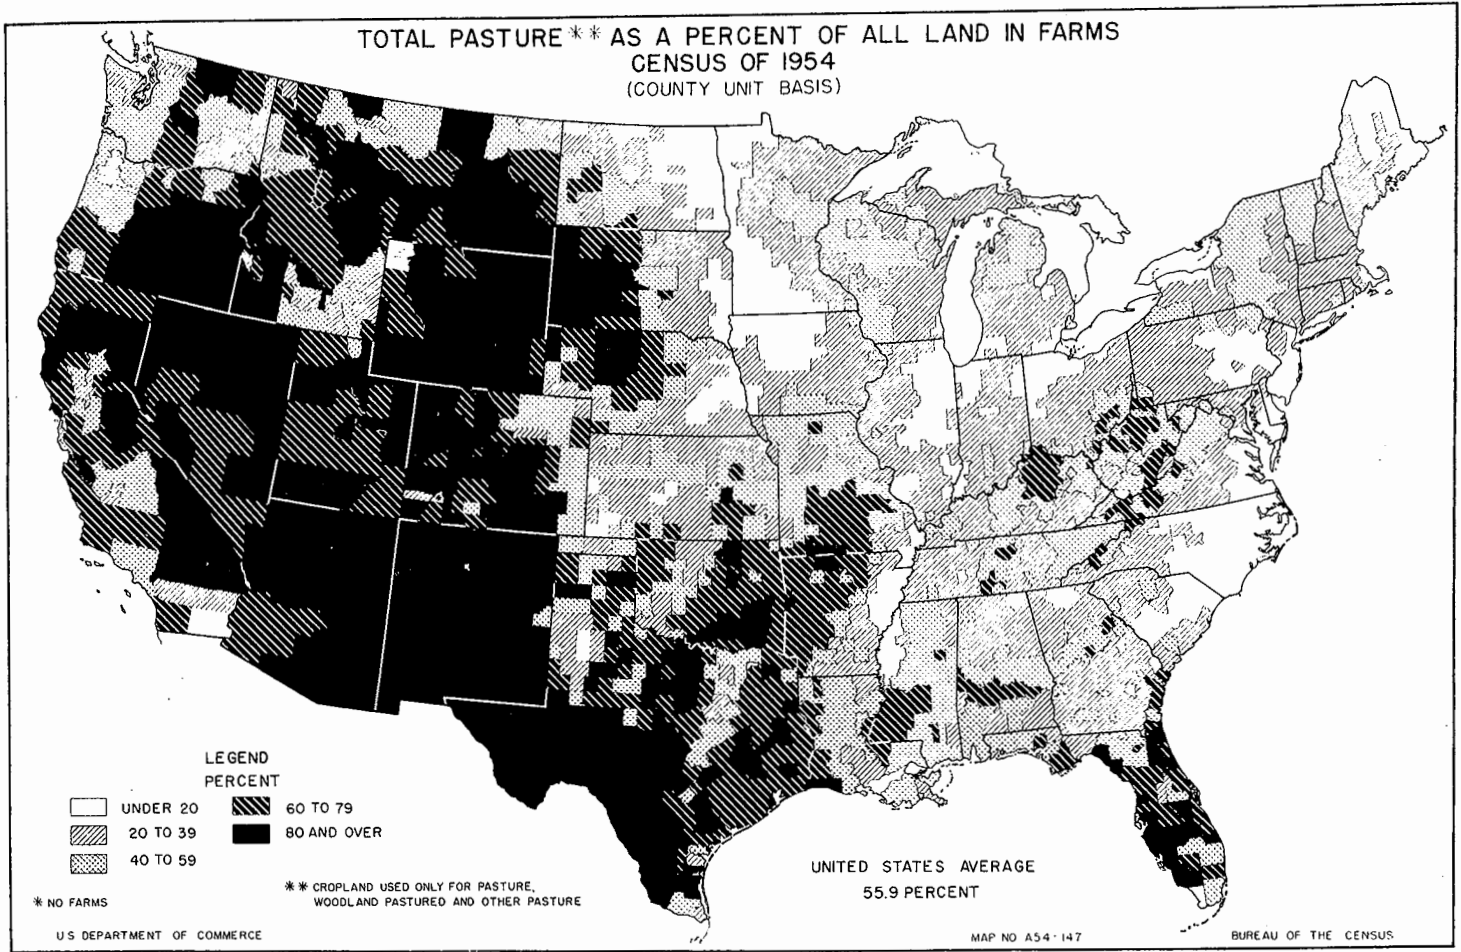 TOTAL PASTURE** AS A PERCENT OF ALL LAND IN FARMS
CENSUS OF 1954
(COUNTY UNIT BASIS)
LEGEND
PERCENT
UNDER 20
20 TO 39
40 TO 59
60 TO 79
80 AND OVER
* NO FARMS
** CROPLAND USED ONLY FOR PASTURE,
WOODLAND PASTURED AND OTHER PASTURE
UNITED STATES AVERAGE
55.9 PERCENT
US DEPARTMENT OF COMMERCE
MAP NO A54-147
BUREAU OF THE CENSUS